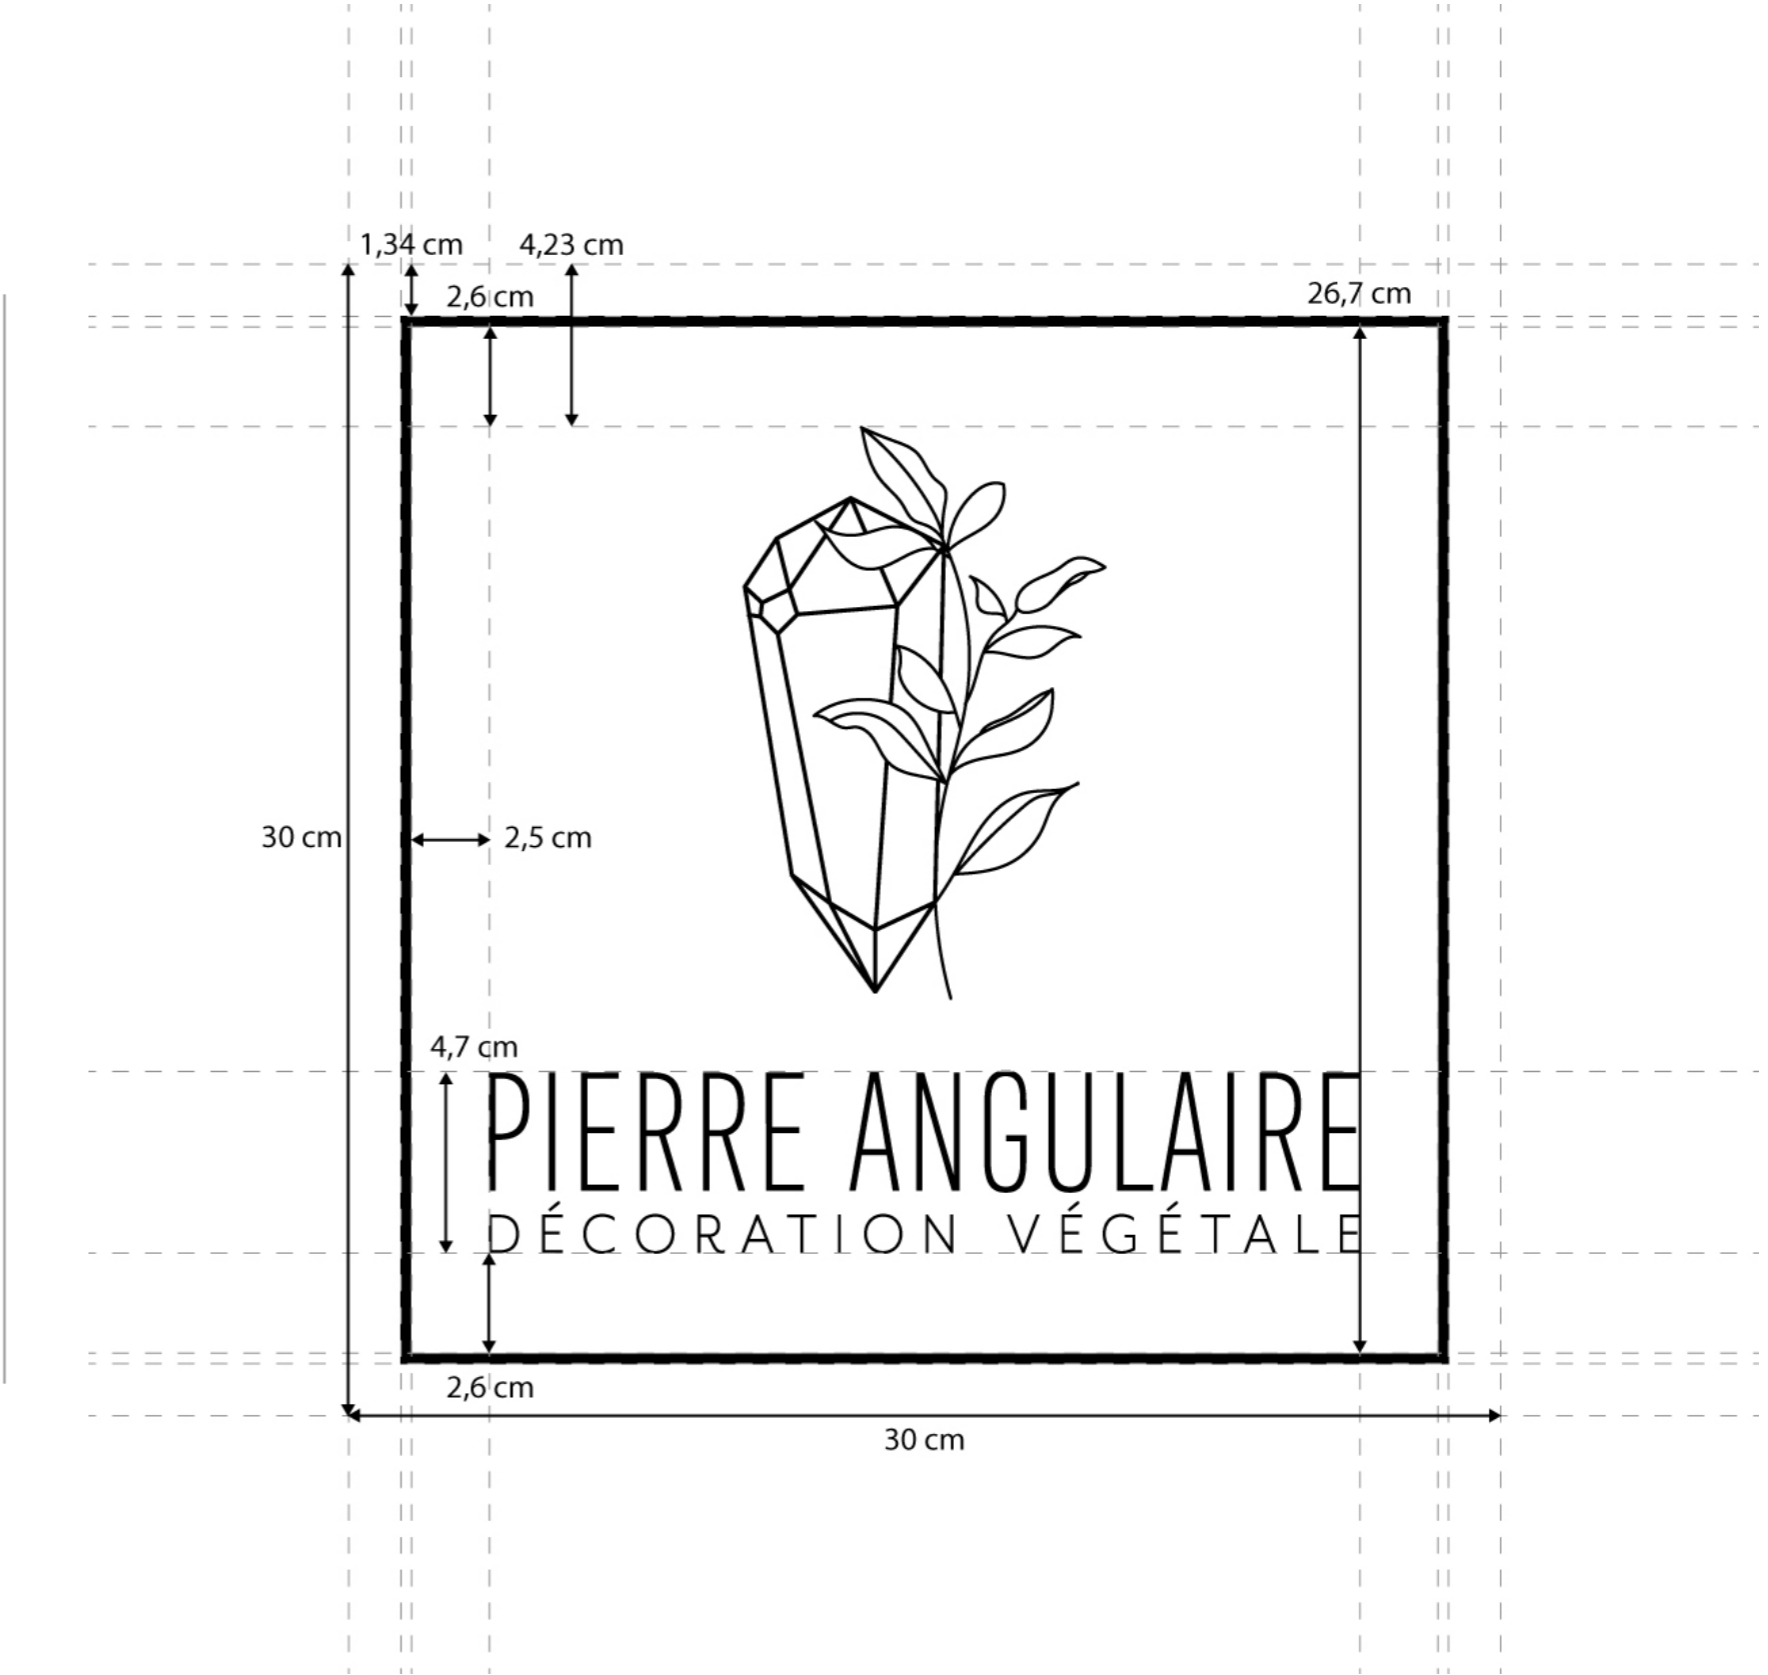 1,34 cm
4,23 cm
2,6 cm
26,7 cm
30 cm
2,5 cm
4,7 cm
PIERRE ANGULAIRE
DÉCORATION VÉGÉTALE
2,6 cm
30 cm